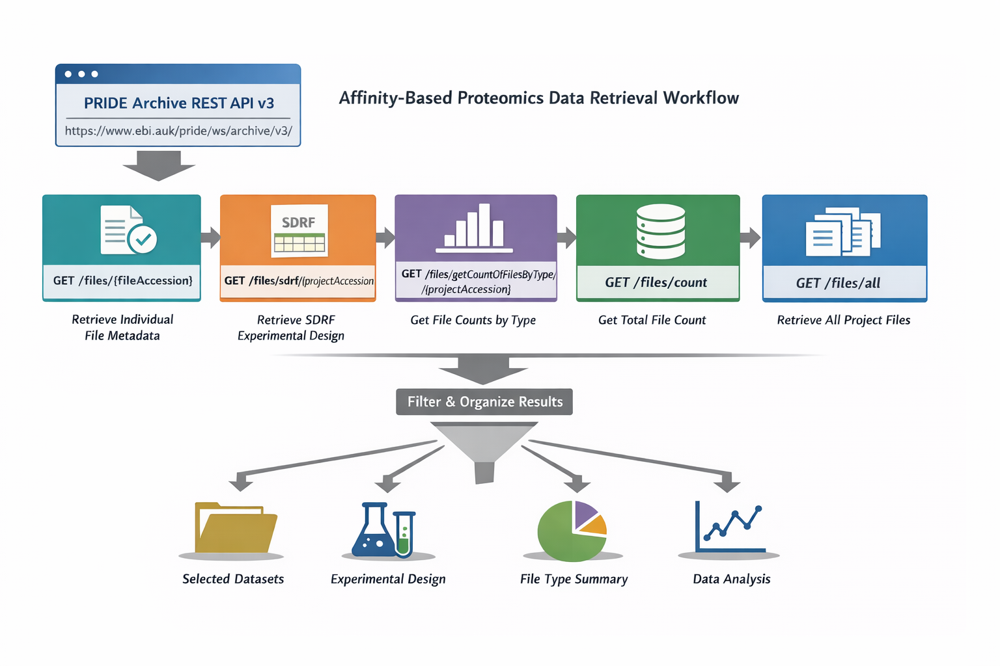 PRIDE Archive REST API v3
https://www.ebi.auk/pride/ws/archive/v3/
Affinity-Based Proteomics Data Retrieval Workflow
GET /files/{fileAccession}
SDRF
GET /files/sdrf/(projectAccession
GET /files/getCountOfFilesByType/
/(projectAccession}
GET /files/count
GET /files/all
Retrieve Individual
File Metadata
Retrieve SDRF
Experimental Design
Get File Counts by Type
Get Total File Count
Retrieve All Project Files
Filter & Organize Results
Selected Datasets
Experimental Design
File Type Summary
Data Analysis